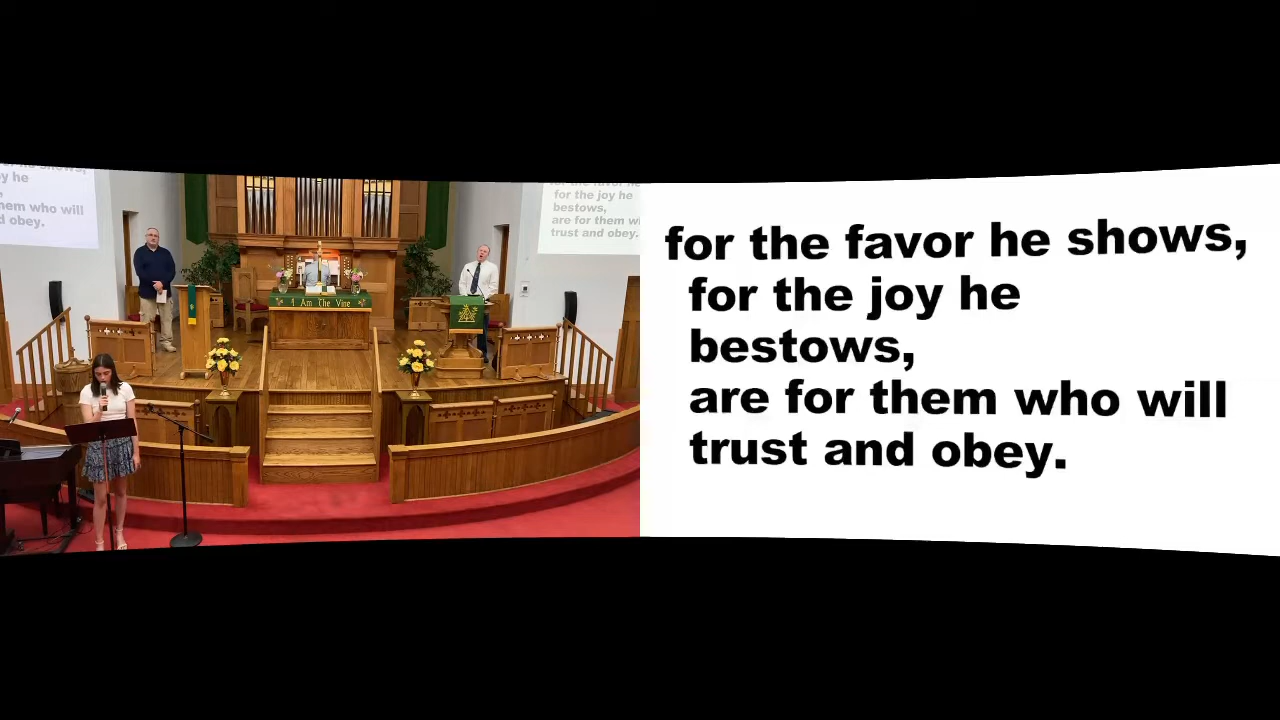 y he
em who will
obey.
for the joy he
bestows,
are for them
trust and obey.
I Am The Vine
for the favor he shows,
for the joy he
bestows,
are for them who will
trust and obey.